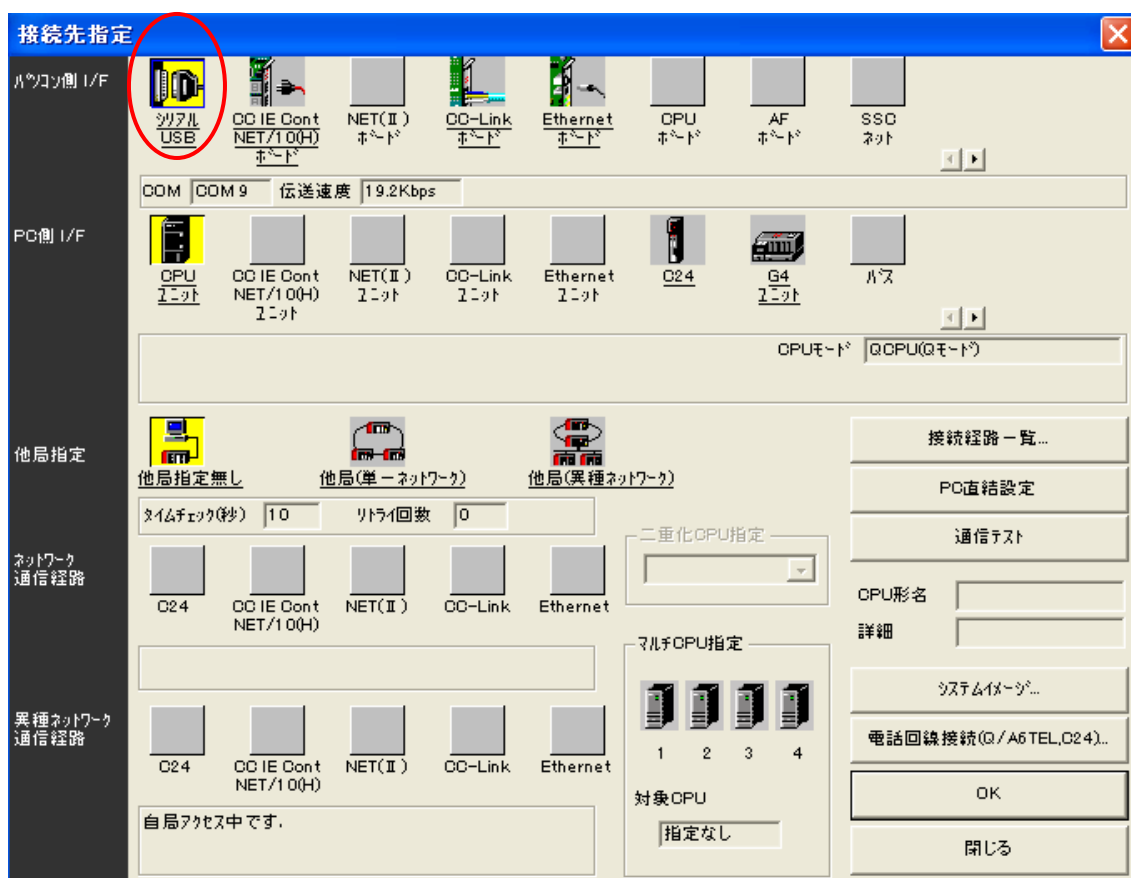 接続先指定
ﾊﾟｿｺﾝ側 I/F
ｼﾘｱﾙ
USB
CC IE Cont
NET/10(H)
ﾎﾞｰﾄﾞ
NET(Ⅱ)
ﾎﾞｰﾄﾞ
CC-Link
ﾎﾞｰﾄﾞ
Ethernet
ﾎﾞｰﾄﾞ
CPU
ﾎﾞｰﾄﾞ
AF
ﾎﾞｰﾄﾞ
SSC
ﾈｯﾄ
COM COM 9 伝送速度 19.2Kbps
PC側 I/F
CPU
ﾕﾆｯﾄ
CC IE Cont
NET/10(H)
ﾕﾆｯﾄ
NET(Ⅱ)
ﾕﾆｯﾄ
CC-Link
ﾕﾆｯﾄ
Ethernet
ﾕﾆｯﾄ
C24
G4
ﾕﾆｯﾄ
ﾊﾞｽ
CPUﾓｰﾄﾞ QCPU(Qﾓｰﾄﾞ)
他局指定
他局指定無し
他局(単一ﾈｯﾄﾜｰｸ)
他局(異種ﾈｯﾄﾜｰｸ)
ﾀｲﾑﾁｪｯｸ(秒) 10 ﾘﾄﾗｲ回数 0
接続経路一覧...
PC直結設定
通信ﾃｽﾄ
二重化CPU指定
CPU形名
詳細
ﾈｯﾄﾜｰｸ
通信経路
C24
CC IE Cont
NET/10(H)
NET(Ⅱ)
CC-Link
Ethernet
ﾏﾙﾁCPU指定
1 2 3 4
対象CPU
指定なし
ｼｽﾃﾑｲﾒｰｼﾞ...
電話回線接続(Q/A6TEL,C24)...
OK
閉じる
異種ﾈｯﾄﾜｰｸ
通信経路
C24
CC IE Cont
NET/10(H)
NET(Ⅱ)
CC-Link
Ethernet
自局ｱｸｾｽ中です.